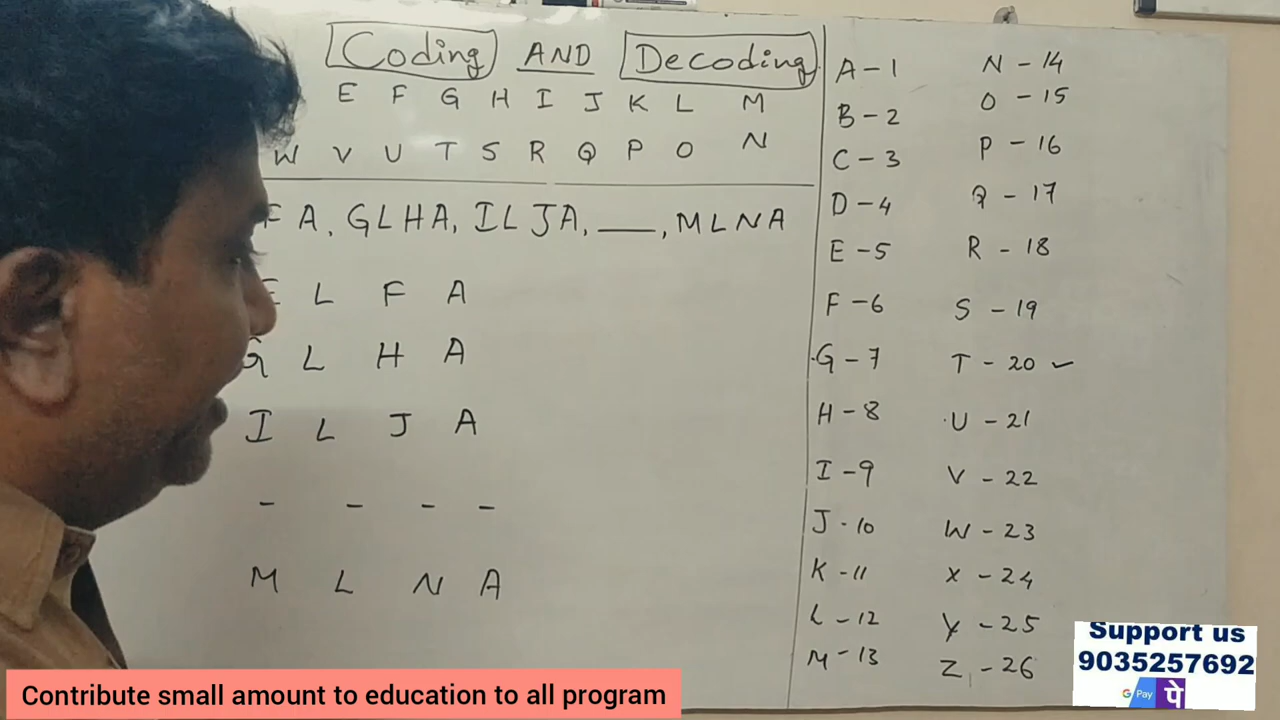 Coding AND Decoding
E F G H I J K L M
W V U T S R Q P O N
F A, GLHA, ILJA, ___, MLNA
E L F A
G L H A
I L J A
- - - -
M L N A
A - 1
B - 2
C - 3
D - 4
E - 5
F - 6
G - 7
H - 8
I - 9
J - 10
K - 11
L - 12
M - 13
N - 14
O - 15
P - 16
Q - 17
R - 18
S - 19
T - 20 ✓
U - 21
V - 22
W - 23
X - 24
Y - 25
Z - 26
Support us
9035257692
G Pay पे
Contribute small amount to education to all program